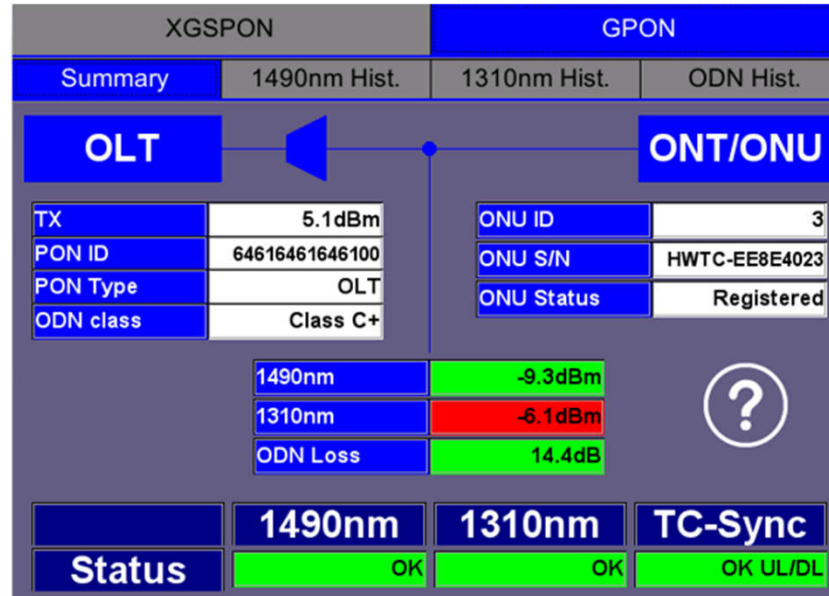 XGSPON GPON
Summary 1490nm Hist. 1310nm Hist. ODN Hist.
OLT ONT/ONU
TX 5.1dBm
PON ID 64616461646100
PON Type OLT
ODN class Class C+
ONU ID 3
ONU S/N HWTC-EE8E4023
ONU Status Registered
1490nm -9.3dBm
1310nm -6.1dBm
ODN Loss 14.4dB
?
1490nm 1310nm TC-Sync
Status OK OK OK UL/DL